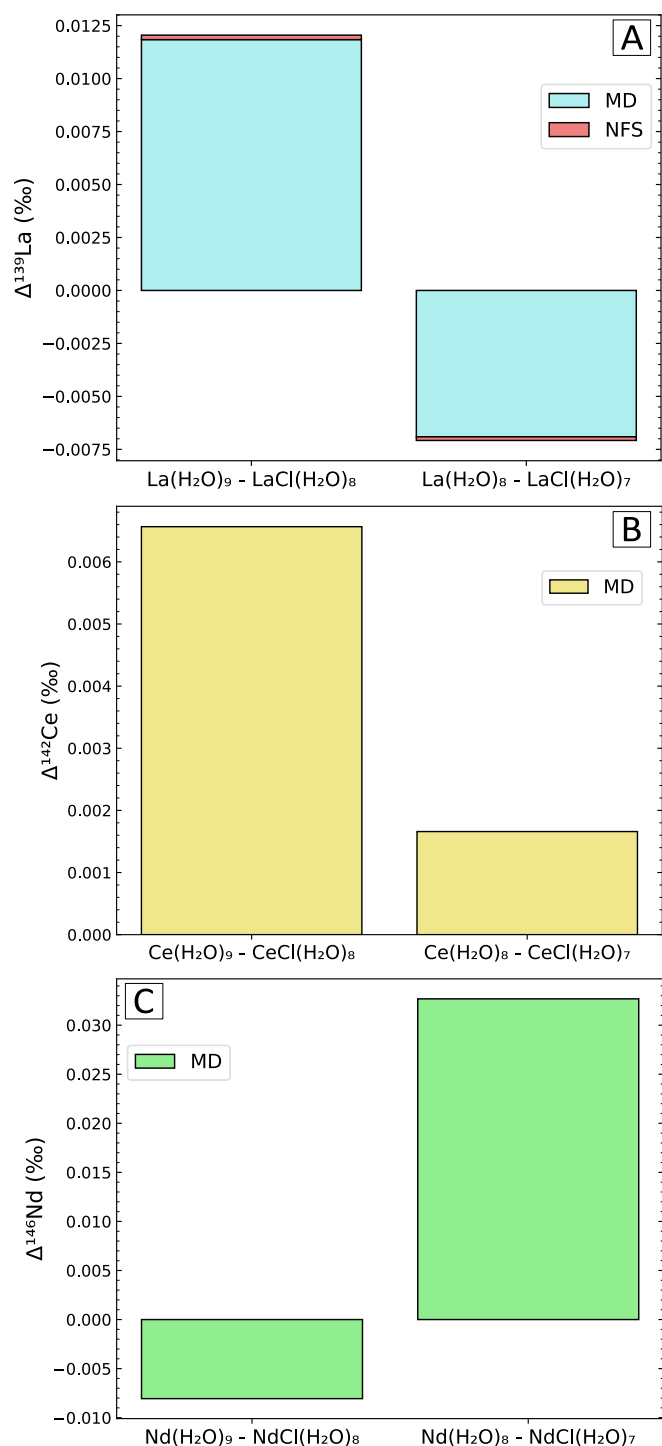 A
MD
NFS
Δ¹³⁹La (‰)
0.0125
0.0100
0.0075
0.0050
0.0025
0.0000
−0.0025
−0.0050
−0.0075
La(H₂O)₉ - LaCl(H₂O)₈
La(H₂O)₈ - LaCl(H₂O)₇
B
MD
Δ¹⁴²Ce (‰)
0.006
0.005
0.004
0.003
0.002
0.001
0.000
Ce(H₂O)₉ - CeCl(H₂O)₈
Ce(H₂O)₈ - CeCl(H₂O)₇
C
MD
Δ¹⁴⁶Nd (‰)
0.030
0.025
0.020
0.015
0.010
0.005
0.000
−0.005
−0.010
Nd(H₂O)₉ - NdCl(H₂O)₈
Nd(H₂O)₈ - NdCl(H₂O)₇